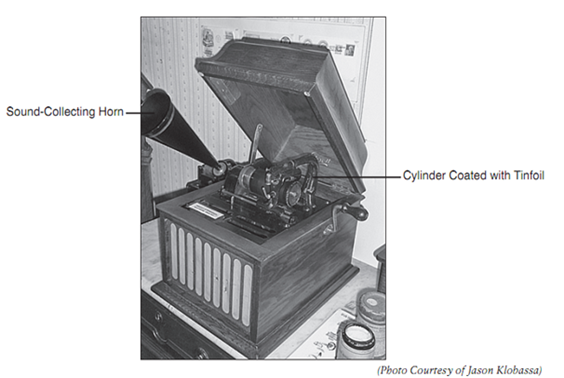 Sound-Collecting Horn
Cylinder Coated with Tinfoil
(Photo Courtesy of Jason Klobassa)